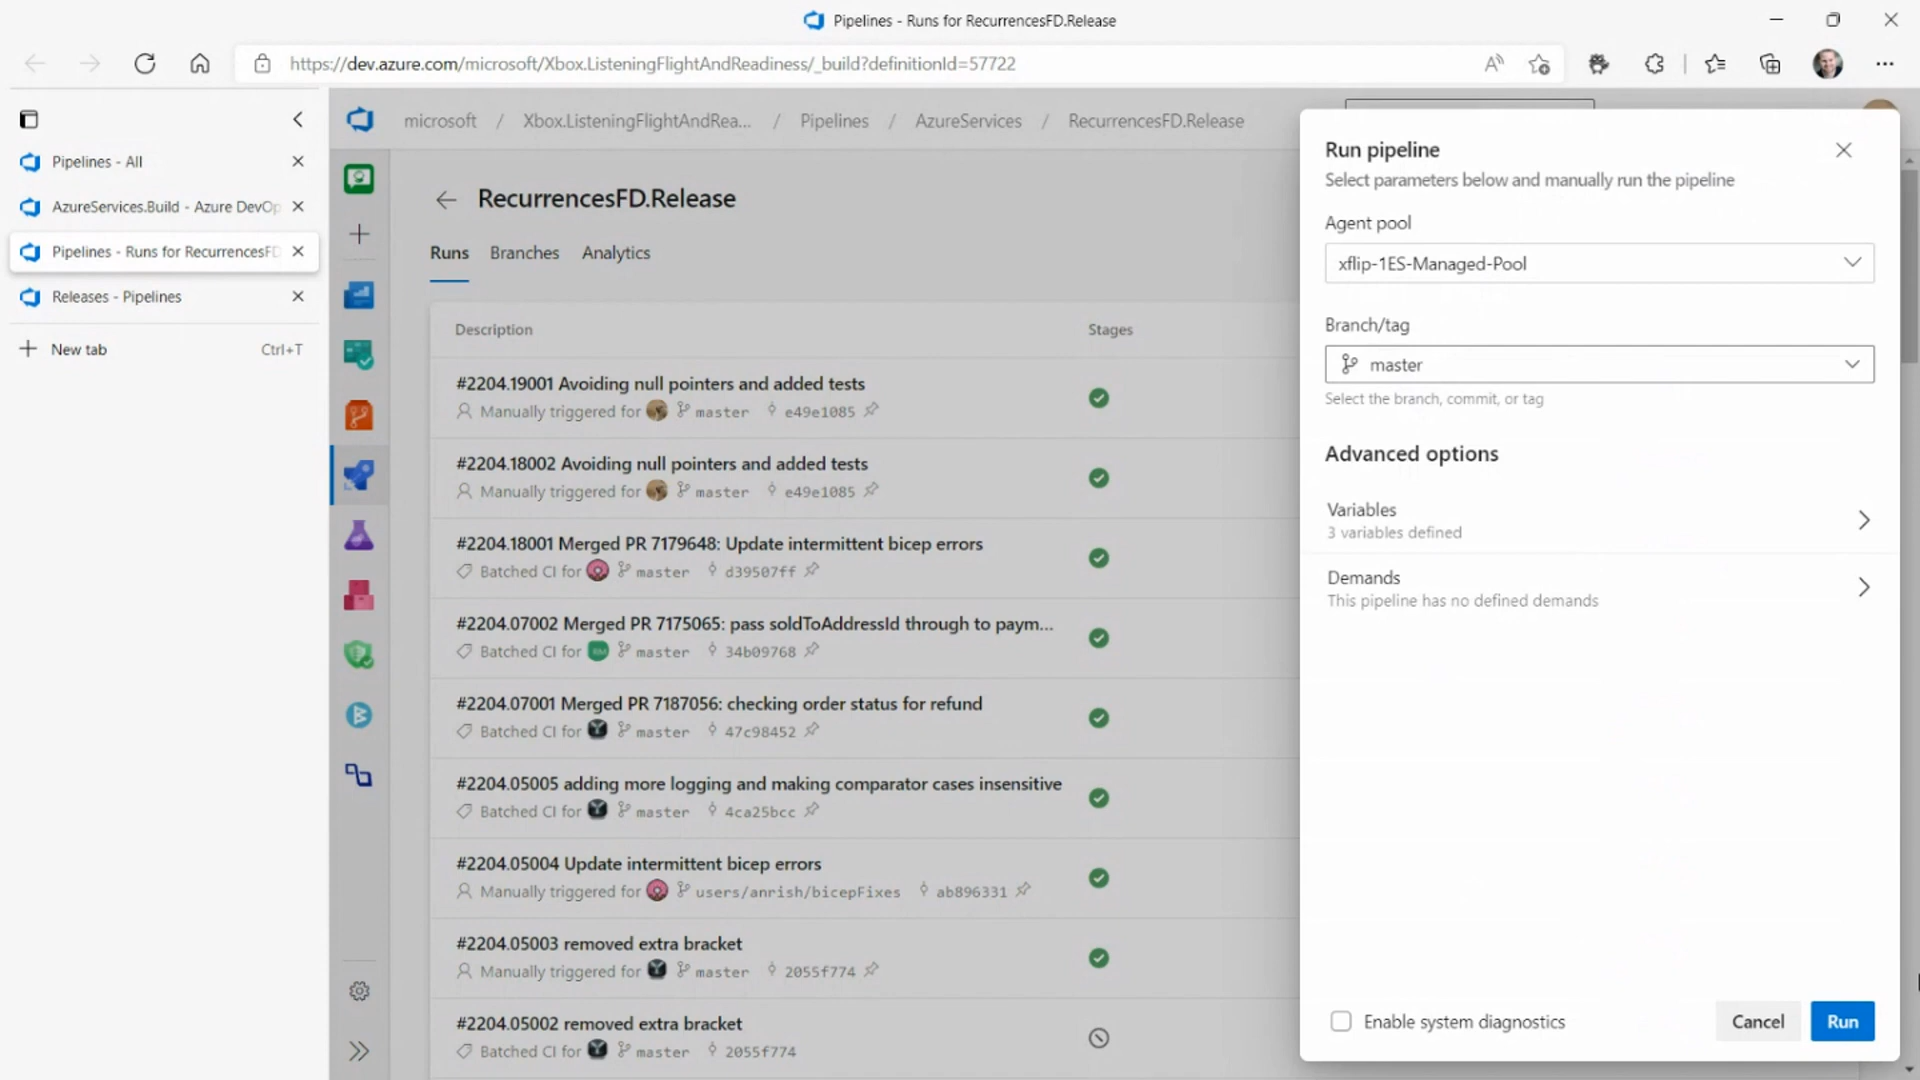 Pipelines - Runs for RecurrencesFD.Release
https://dev.azure.com/microsoft/Xbox.ListeningFlightAndReadiness/_build?definitionId=57722
Pipelines - All
AzureServices.Build - Azure DevOp
Pipelines - Runs for RecurrencesFD
Releases - Pipelines
New tab Ctrl+T
microsoft / Xbox.ListeningFlightAndRea... / Pipelines / AzureServices / RecurrencesFD.Release
RecurrencesFD.Release
Runs Branches Analytics
Description Stages
#2204.19001 Avoiding null pointers and added tests
Manually triggered for master e49e1085
#2204.18002 Avoiding null pointers and added tests
Manually triggered for master e49e1085
#2204.18001 Merged PR 7179648: Update intermittent bicep errors
Batched CI for master d39507ff
#2204.07002 Merged PR 7175065: pass soldToAddressId through to paym...
Batched CI for master 34b09768
#2204.07001 Merged PR 7187056: checking order status for refund
Batched CI for master 47c98452
#2204.05005 adding more logging and making comparator cases insensitive
Batched CI for master 4ca25bcc
#2204.05004 Update intermittent bicep errors
Manually triggered for users/anrish/bicepFixes ab896331
#2204.05003 removed extra bracket
Manually triggered for master 2055f774
#2204.05002 removed extra bracket
Batched CI for master 2055f774
Run pipeline
Select parameters below and manually run the pipeline
Agent pool
xflip-1ES-Managed-Pool
Branch/tag
master
Select the branch, commit, or tag
Advanced options
Variables
3 variables defined
Demands
This pipeline has no defined demands
Enable system diagnostics
Cancel
Run